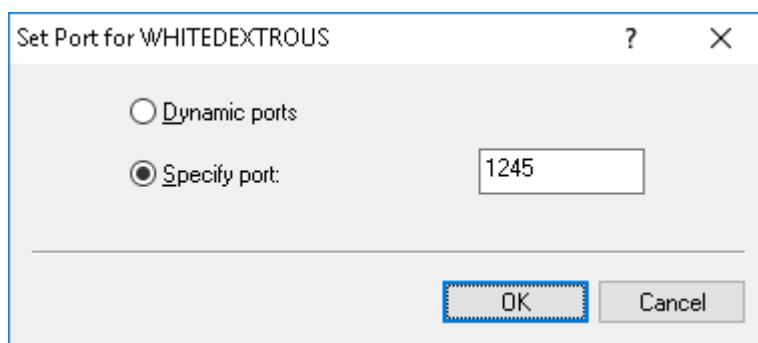 Set Port for WHITEDEXTROUS ?
Dynamic ports
Specify port: 1245
OK Cancel